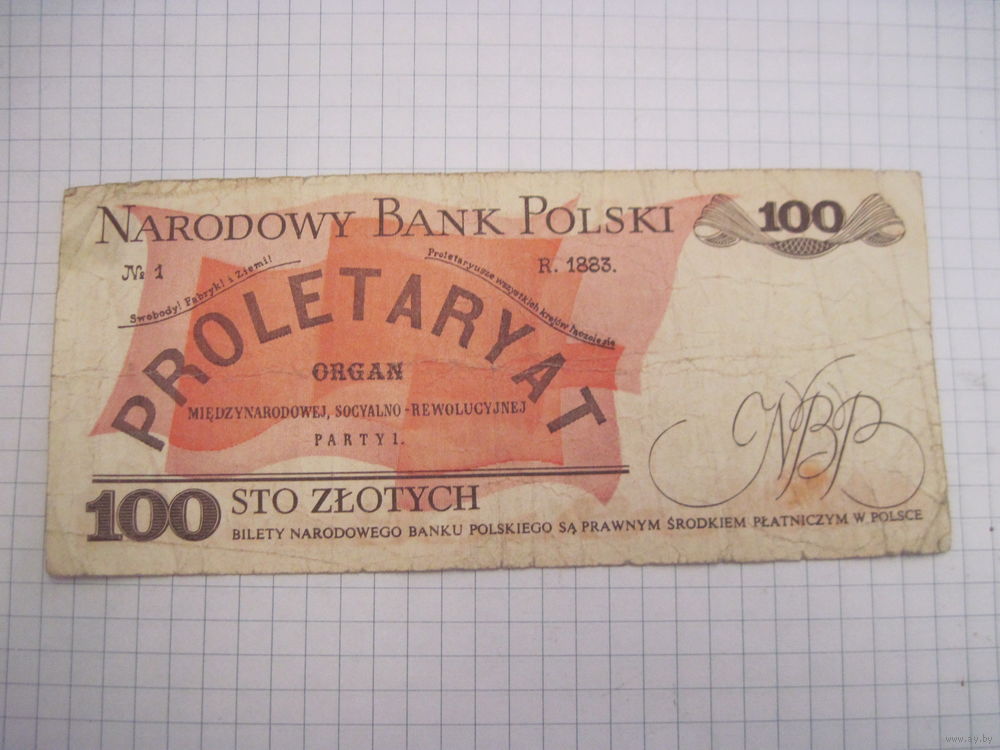 NARODOWY BANK POLSKI
100
№ 1
R. 1883.
Swobody! Fabryk! i Ziemi!
Proletaryusze wszystkich krajów łączcie się
PROLETARYAT
ORGAN
MIĘDZYNARODOWEJ, SOCYALNO-REWOLUCYJNEJ
PARTYI.
NBP
100 STO ZŁOTYCH
BILETY NARODOWEGO BANKU POLSKIEGO SĄ PRAWNYM ŚRODKIEM PŁATNICZYM W POLSCE
www.ay.by